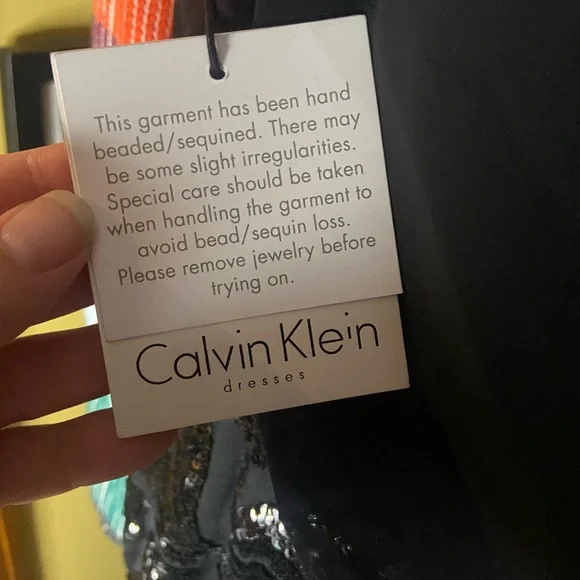 This garment has been hand
beaded/sequined. There may
be some slight irregularities.
Special care should be taken
when handling the garment to
avoid bead/sequin loss.
Please remove jewelry before
trying on.
Calvin Klein
dresses